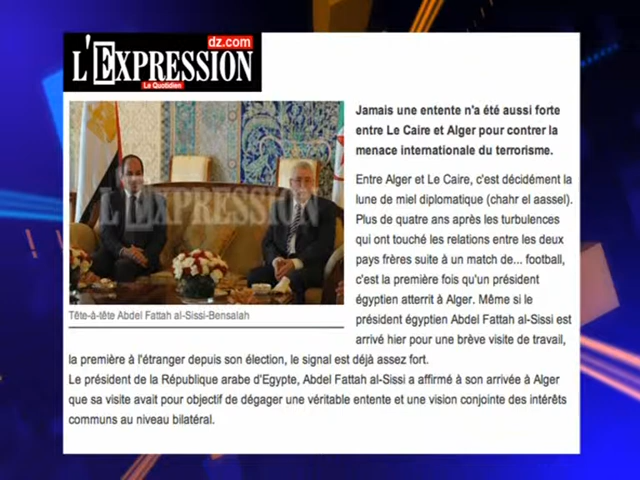 dz.com
L'EXPRESSION
Le Quotidien
L'EXPRESSION
Tête-à-tête Abdel Fattah al-Sissi-Bensalah
Jamais une entente n'a été aussi forte
entre Le Caire et Alger pour contrer la
menace internationale du terrorisme.
Entre Alger et Le Caire, c'est décidément la
lune de miel diplomatique (chahr el aassel).
Plus de quatre ans après les turbulences
qui ont touché les relations entre les deux
pays frères suite à un match de... football,
c'est la première fois qu'un président
égyptien atterrit à Alger. Même si le
président égyptien Abdel Fattah al-Sissi est
arrivé hier pour une brève visite de travail,
la première à l'étranger depuis son élection, le signal est déjà assez fort.
Le président de la République arabe d'Egypte, Abdel Fattah al-Sissi a affirmé à son arrivée à Alger
que sa visite avait pour objectif de dégager une véritable entente et une vision conjointe des intérêts
communs au niveau bilatéral.